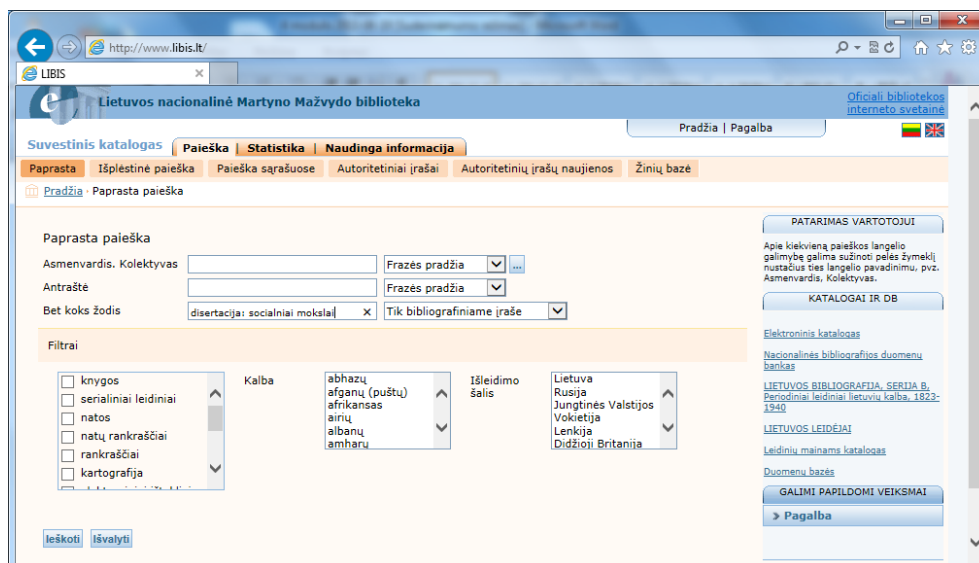 http://www.libis.lt/
LIBIS
Lietuvos nacionalinė Martyno Mažvydo biblioteka
Oficiali bibliotekos
interneto svetainė
Pradžia | Pagalba
Suvestinis katalogas
Paieška | Statistika | Naudinga informacija
Paprasta Išplėstinė paieška Paieška sąrašuose Autoritetiniai įrašai Autoritetinių įrašų naujienos Žinių bazė
Pradžia · Paprasta paieška
Paprasta paieška
Asmenvardis. Kolektyvas Frazės pradžia ...
Antraštė Frazės pradžia
Bet koks žodis disertacija: socialniai mokslai Tik bibliografiniame įraše
Filtrai
knygos
serialiniai leidiniai
natos
natų rankraščiai
rankraščiai
kartografija
Kalba
abhazų
afganų (puštų)
afrikansas
airių
albanų
amharų
Išleidimo
šalis
Lietuva
Rusija
Jungtinės Valstijos
Vokietija
Lenkija
Didžioji Britanija
Ieškoti Išvalyti
PATARIMAS VARTOTOJUI
Apie kiekvieną paieškos langelio
galimybę galima sužinoti pelės žymeklį
nustačius ties langelio pavadinimu, pvz.
Asmenvardis, Kolektyvas.
KATALOGAI IR DB
Elektroninis katalogas
Nacionalinės bibliografijos duomenų
bankas
LIETUVOS BIBLIOGRAFIJA, SERIJA B,
Periodiniai leidiniai lietuvių kalba, 1823-
1940
LIETUVOS LEIDĖJAI
Leidinių mainams katalogas
Duomenų bazės
GALIMI PAPILDOMI VEIKSMAI
Pagalba